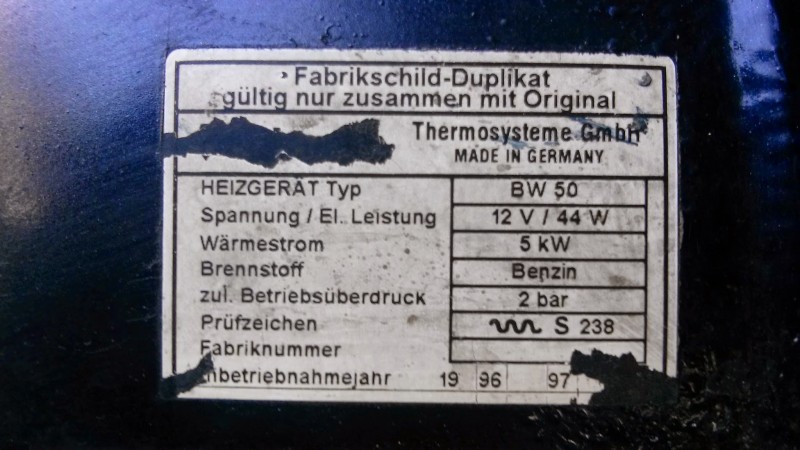 Fabrikschild-Duplikat
gültig nur zusammen mit Original
Thermosysteme GmbH
MADE IN GERMANY
HEIZGERÄT Typ BW 50
Spannung / El. Leistung 12 V / 44 W
Wärmestrom 5 kW
Brennstoff Benzin
zul. Betriebsüberdruck 2 bar
Prüfzeichen S 238
Fabriknummer
nbetriebnahmejahr 19 96 97